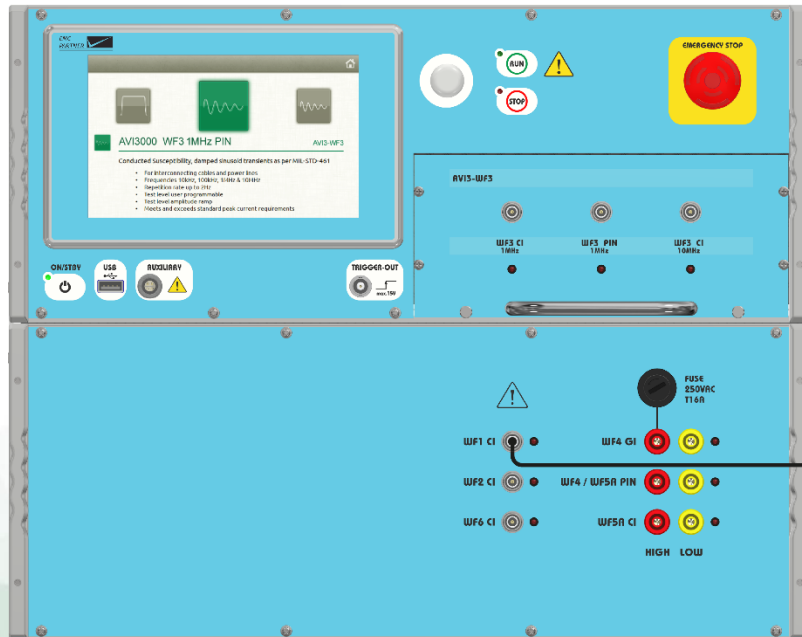 EMC
PARTNER
AVI3000 WF3 1MHz PIN
AVI3-WF3
Conducted Susceptibility, damped sinusoid transients as per MIL-STD-461
• For interconnecting cables and power lines
• Frequencies 10kHz, 100kHz, 1MHz & 10MHz
• Repetition rate up to 2Hz
• Test level user programmable
• Test level amplitude ramp
• Meets and exceeds standard peak current requirements
RUN
STOP
EMERGENCY STOP
AVI3-WF3
WF3 CI
1MHz
WF3 PIN
1MHz
WF3 CI
10MHz
ON/STBY
USB
AUXILIARY
TRIGGER-OUT
max.15V
FUSE
250VAC
T16A
WF1 CI
WF4 GI
WF2 CI
WF4 / WF5A PIN
WF6 CI
WF5A CI
HIGH LOW